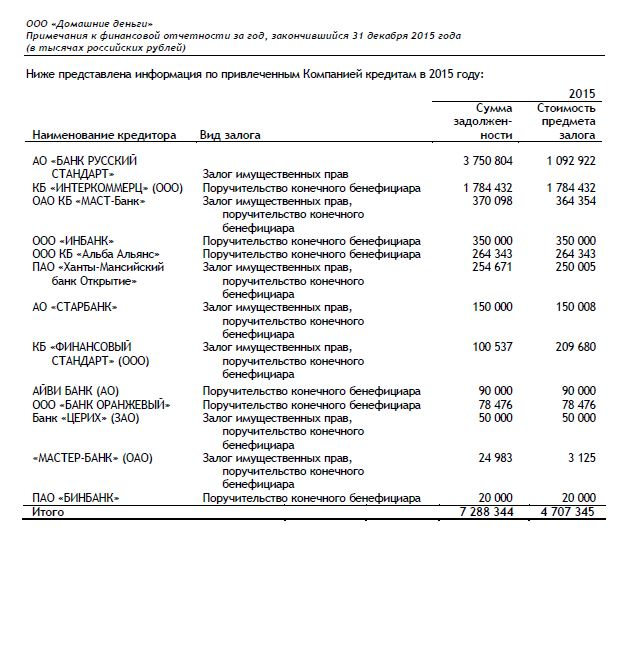 ООО «Домашние деньги»
Примечания к финансовой отчетности за год, закончившийся 31 декабря 2015 года
(в тысячах российских рублей)
Ниже представлена информация по привлеченным Компанией кредитам в 2015 году:
2015
Сумма Стоимость
задолжен- предмета
Наименование кредитора Вид залога ности залога
АО «БАНК РУССКИЙ 3 750 804 1 092 922
СТАНДАРТ» Залог имущественных прав
КБ «ИНТЕРКОММЕРЦ» (ООО) Поручительство конечного бенефициара 1 784 432 1 784 432
ОАО КБ «МАСТ-Банк» Залог имущественных прав, 370 098 364 354
поручительство конечного
бенефициара
ООО «ИНБАНК» Поручительство конечного бенефициара 350 000 350 000
ООО КБ «Альба Альянс» Поручительство конечного бенефициара 264 343 264 343
ПАО «Ханты-Мансийский Залог имущественных прав, 254 671 250 005
банк Открытие» поручительство конечного
бенефициара
АО «СТАРБАНК» Залог имущественных прав, 150 000 150 008
поручительство конечного
бенефициара
КБ «ФИНАНСОВЫЙ Залог имущественных прав, 100 537 209 680
СТАНДАРТ» (ООО) поручительство конечного
бенефициара
АЙВИ БАНК (АО) Поручительство конечного бенефициара 90 000 90 000
ООО «БАНК ОРАНЖЕВЫЙ» Поручительство конечного бенефициара 78 476 78 476
Банк «ЦЕРИХ» (ЗАО) Залог имущественных прав, 50 000 50 000
поручительство конечного
бенефициара
«МАСТЕР-БАНК» (ОАО) Залог имущественных прав, 24 983 3 125
поручительство конечного
бенефициара
ПАО «БИНБАНК» Поручительство конечного бенефициара 20 000 20 000
Итого 7 288 344 4 707 345